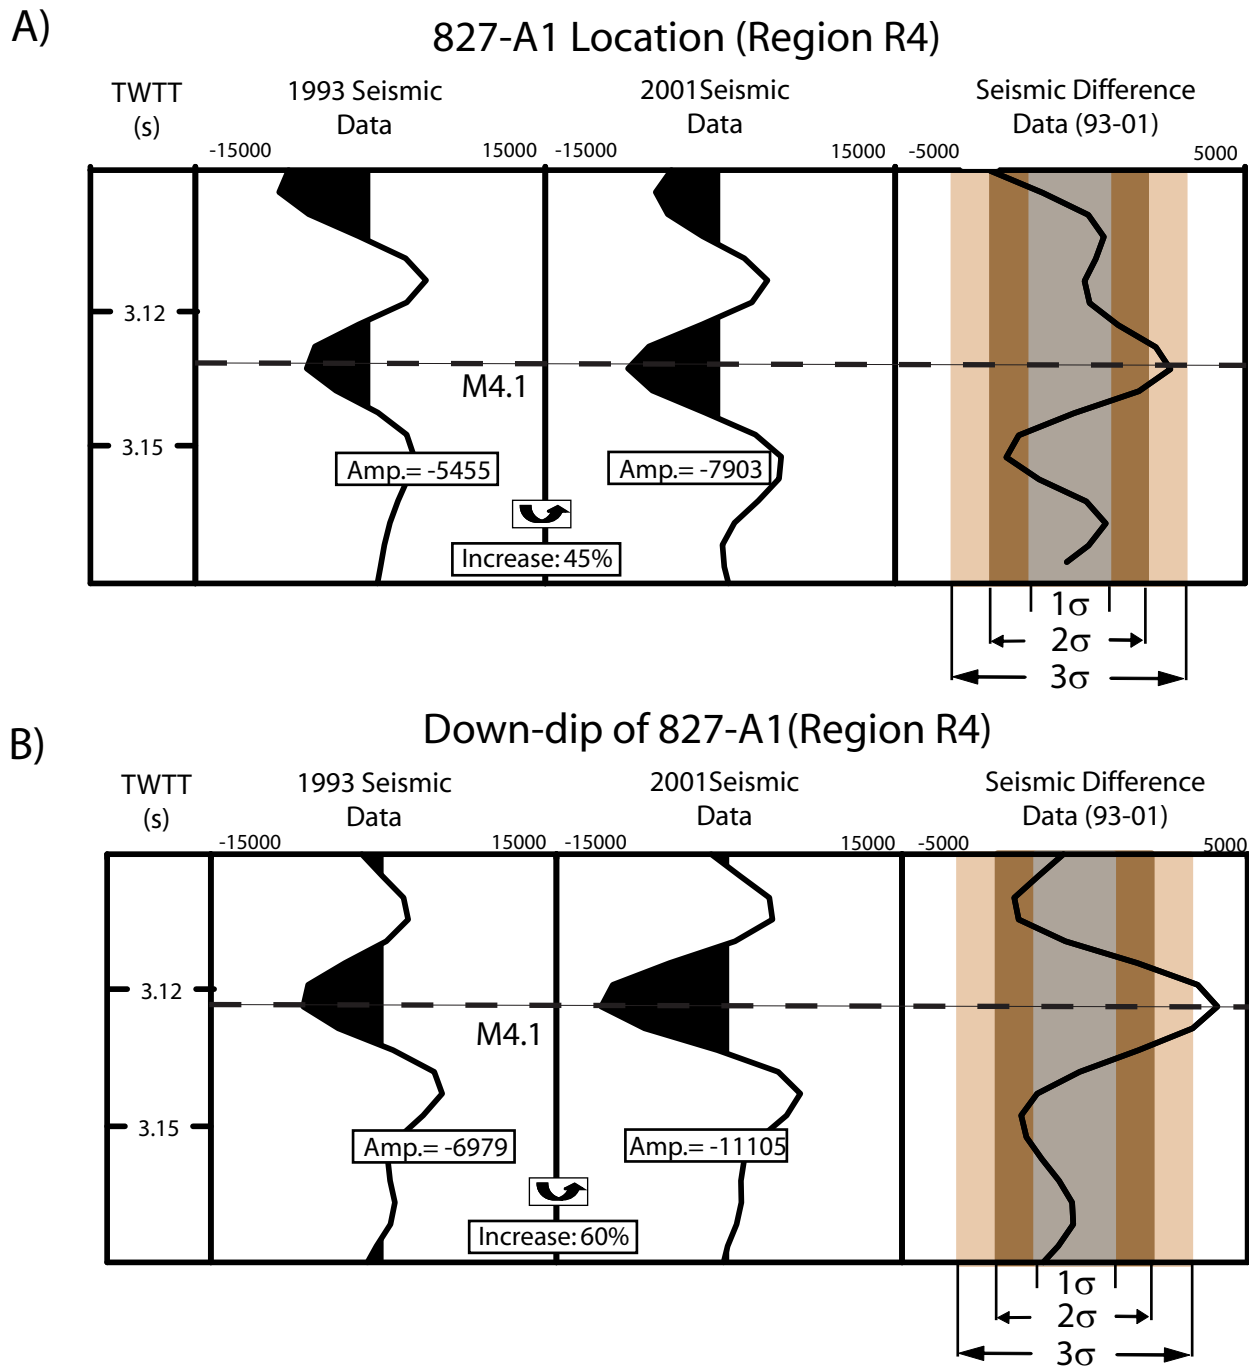 A)
827-A1 Location (Region R4)
TWTT
(s)
1993 Seismic
Data
2001Seismic
Data
Seismic Difference
Data (93-01)
-15000
15000
-15000
15000
-5000
5000
3.12
M4.1
3.15
Amp.= -5455
Amp.= -7903
Increase: 45%
1σ
2σ
3σ
B)
Down-dip of 827-A1(Region R4)
TWTT
(s)
1993 Seismic
Data
2001Seismic
Data
Seismic Difference
Data (93-01)
-15000
15000
-15000
15000
-5000
5000
3.12
M4.1
3.15
Amp.= -6979
Amp.= -11105
Increase: 60%
1σ
2σ
3σ